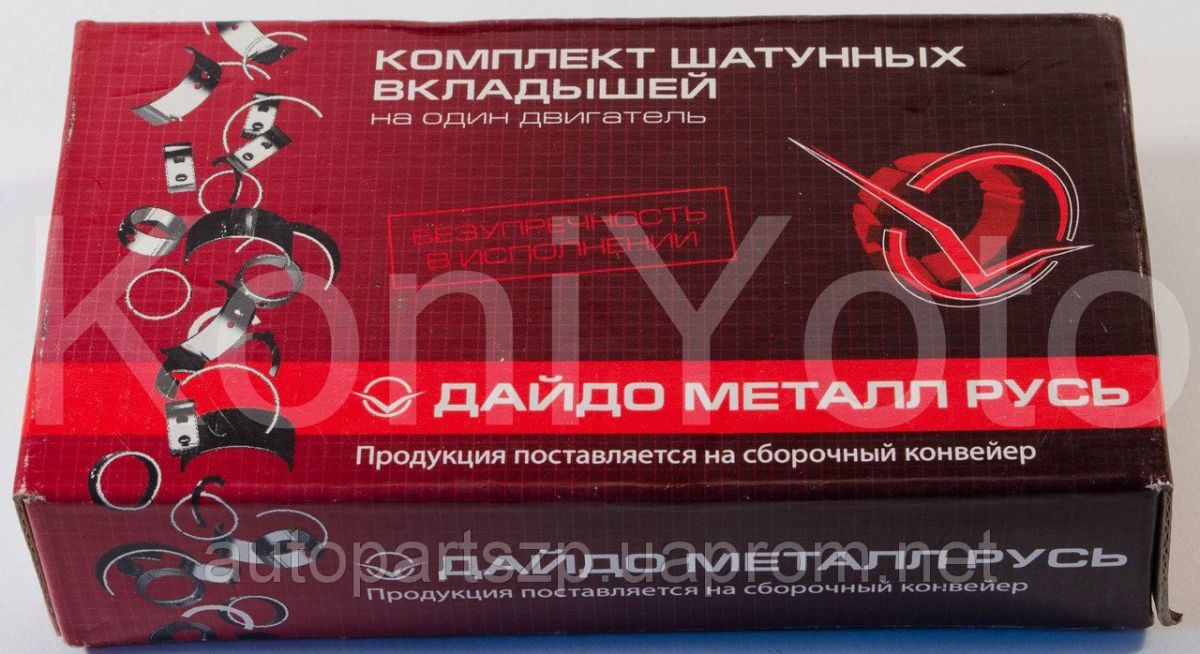 КОМПЛЕКТ ШАТУННЫХ
ВКЛАДЫШЕЙ
на один двигатель
БЕЗУПРЕЧНОСТЬ
В ИСПОЛНЕНИИ
KoniYoto
ДАЙДО МЕТАЛЛ РУСЬ
Продукция поставляется на сборочный конвейер
autopartszp.uaprom.net
ДАЙДО МЕТАЛЛ РУСЬ
Продукция поставляется на сборочный конвейер